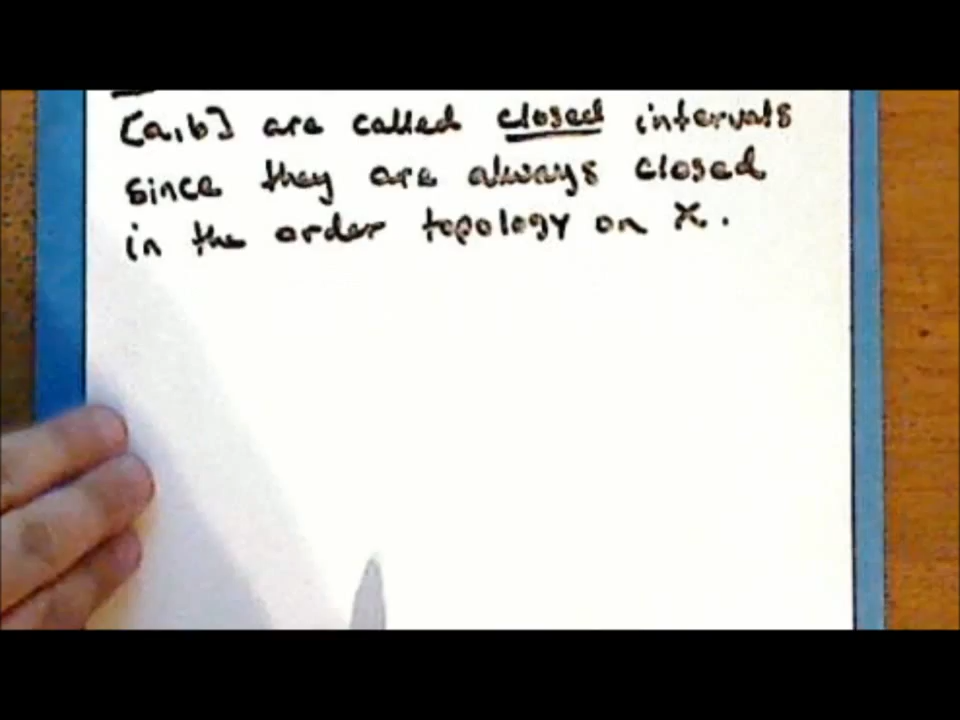 [a,b] are called closed intervals
since they are always closed
in the order topology on X.